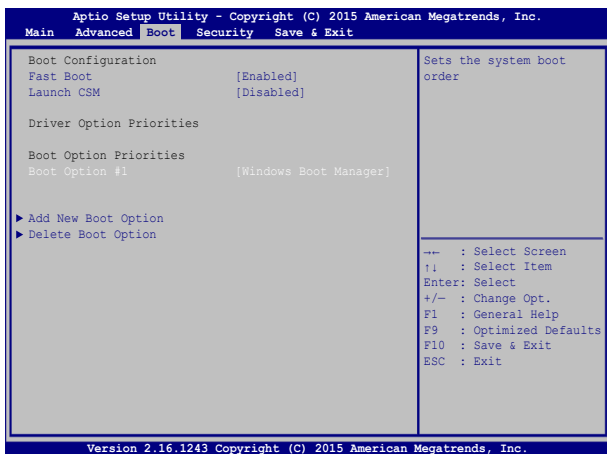 Aptio Setup Utility - Copyright (C) 2015 American Megatrends, Inc.
Main Advanced Boot Security Save & Exit
Boot Configuration
Fast Boot [Enabled]
Launch CSM [Disabled]
Driver Option Priorities
Boot Option Priorities
Boot Option #1 [Windows Boot Manager]
▶ Add New Boot Option
▶ Delete Boot Option
Sets the system boot
order
→← : Select Screen
↑↓ : Select Item
Enter: Select
+/— : Change Opt.
F1 : General Help
F9 : Optimized Defaults
F10 : Save & Exit
ESC : Exit
Version 2.16.1243 Copyright (C) 2015 American Megatrends, Inc.